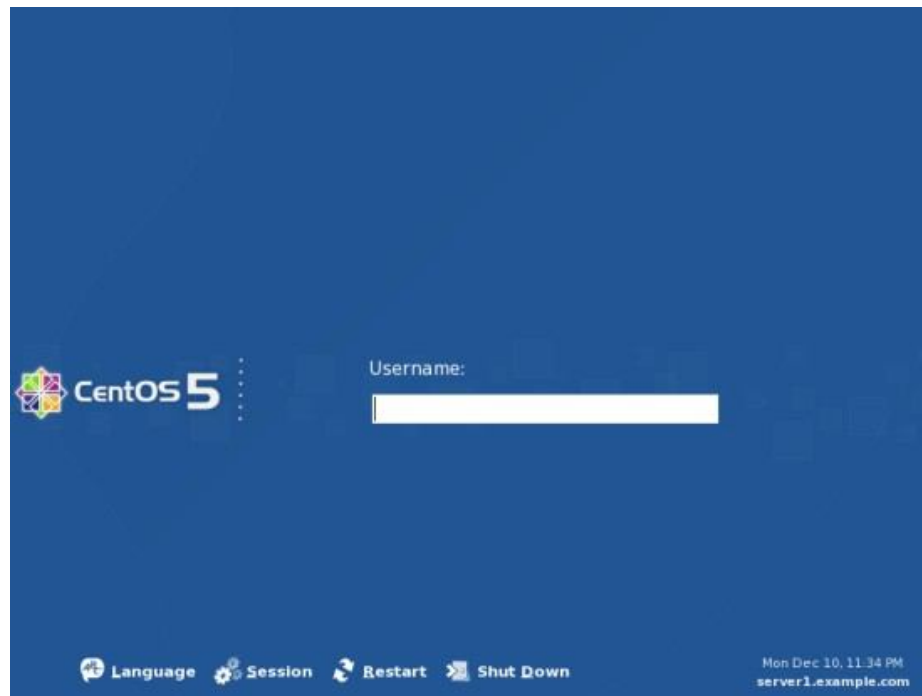 Username:
CentOS 5
Language Session Restart Shut Down
Mon Dec 10, 11:34 PM
server1.example.com